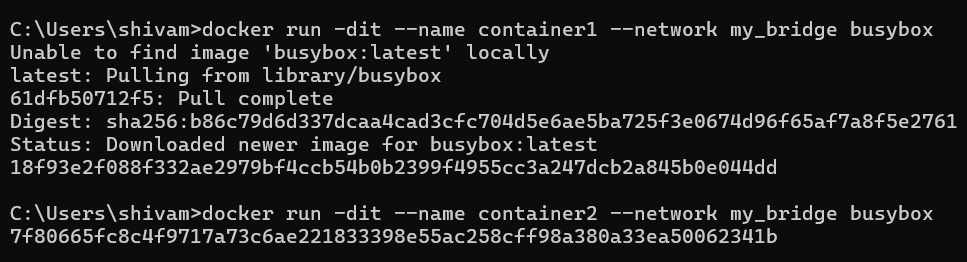 C:\Users\shivam>docker run -dit --name container1 --network my_bridge busybox
Unable to find image 'busybox:latest' locally
latest: Pulling from library/busybox
61dfb50712f5: Pull complete
Digest: sha256:b86c79d6d337dcaa4cad3cfc704d5e6ae5ba725f3e0674d96f65af7a8f5e2761
Status: Downloaded newer image for busybox:latest
18f93e2f088f332ae2979bf4ccb54b0b2399f4955cc3a247dcb2a845b0e044dd
C:\Users\shivam>docker run -dit --name container2 --network my_bridge busybox
7f80665fc8c4f9717a73c6ae221833398e55ac258cff98a380a33ea50062341b